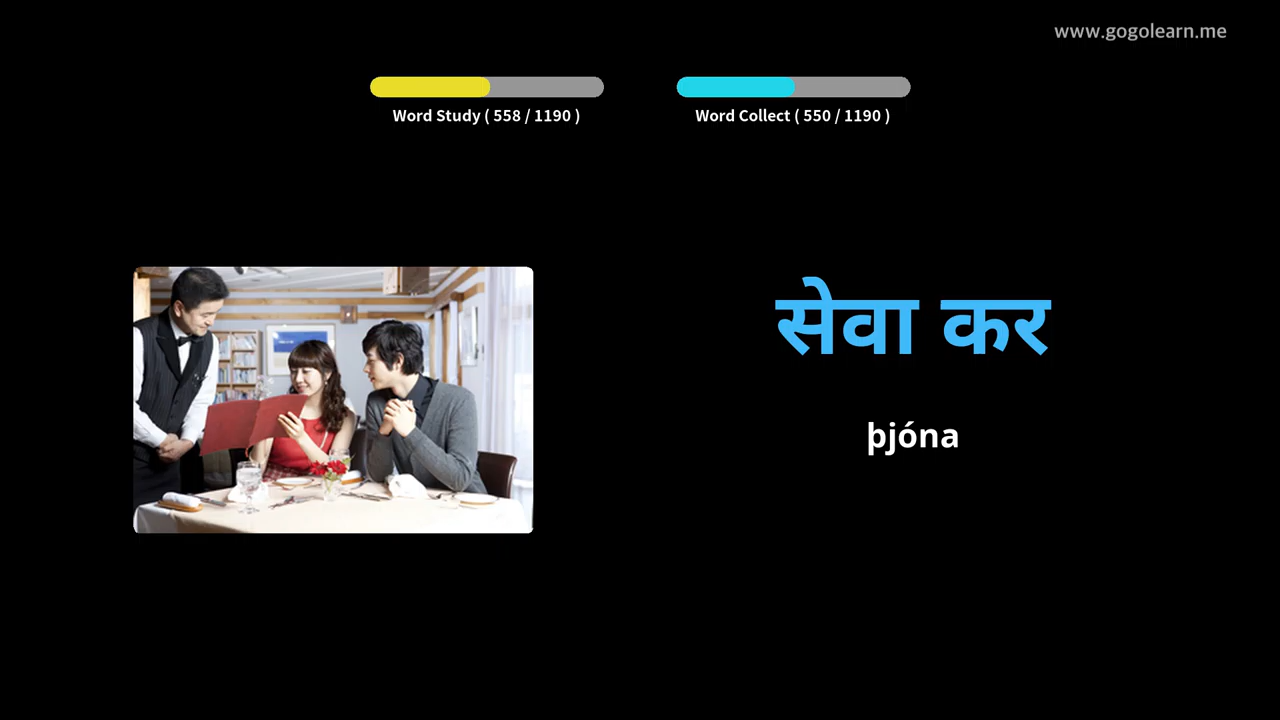 www.gogolearn.me
Word Study ( 558 / 1190 )
Word Collect ( 550 / 1190 )
सेवा कर
þjóna